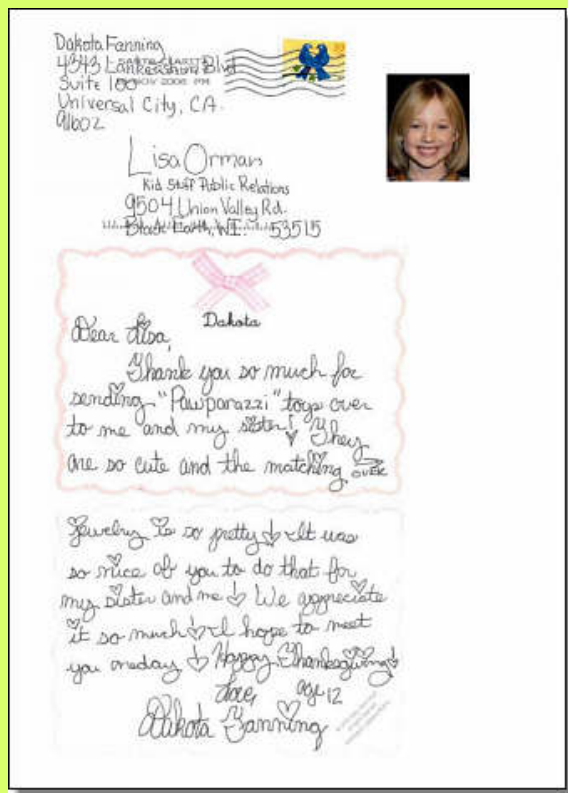 Dakota Fanning
4343 Lankershim Blvd
Suite 100
Universal City, CA.
91602
Lisa Orman
Kid Stuff Public Relations
9504 Union Valley Rd.
Black Earth, WI. 53515
Dakota
Dear Lisa,
Thank you so much for
sending "Pawparazzi" toys over
to me and my sister! They
are so cute and the matching
OVER
Jewelry is so pretty! It was
so nice of you to do that for
my sister and me! We appreciate
it so much! I hope to meet
you oneday! Happy Thanksgiving!
Love, age 12
Dakota Fanning